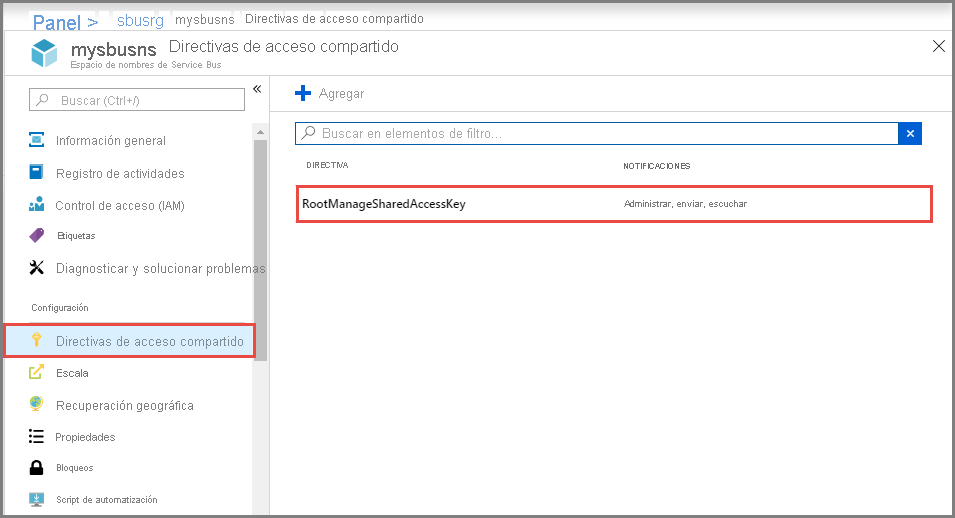 Panel > sbusrg mysbusns Directivas de acceso compartido
mysbusns Directivas de acceso compartido
Espacio de nombres de Service Bus
Buscar (Ctrl+/)
«
Información general
Registro de actividades
Control de acceso (IAM)
Etiquetas
Diagnosticar y solucionar problemas
Configuración
Directivas de acceso compartido
Escala
Recuperación geográfica
Propiedades
Bloqueos
Script de automatización
Agregar
Buscar en elementos de filtro...
DIRECTIVA NOTIFICACIONES
RootManageSharedAccessKey Administrar, enviar, escuchar